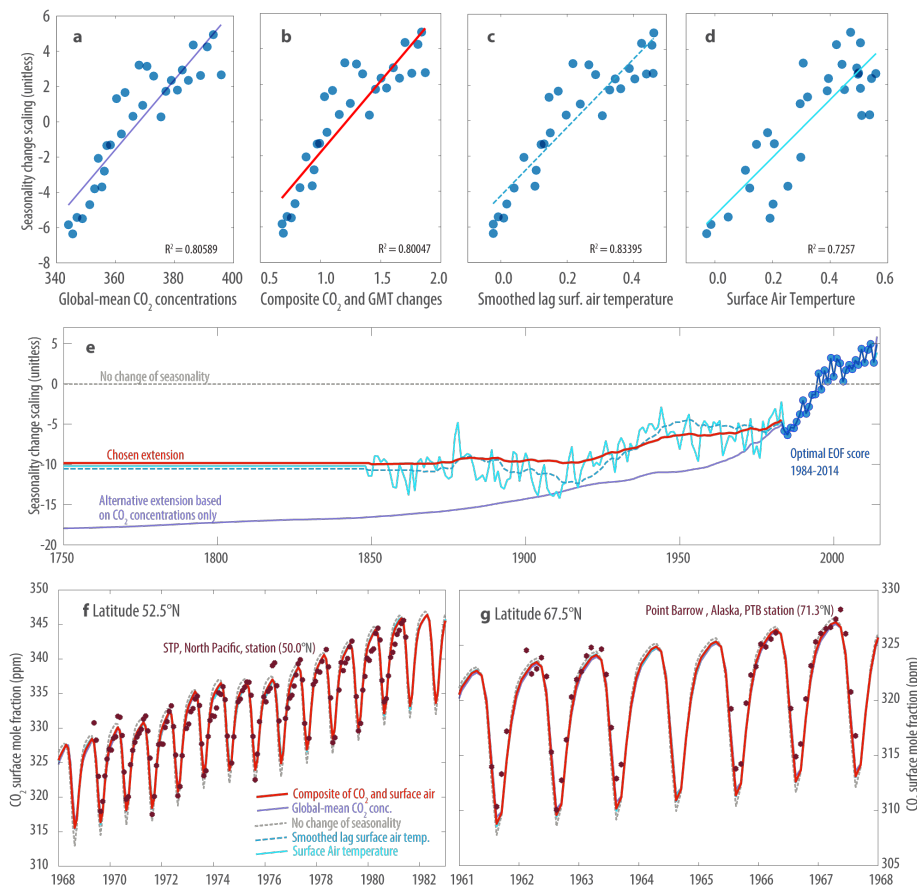 6
4
2
0
-2
-4
-6
-8
Seasonality change scaling (unitless)
a
R² = 0.80589
340 360 380 400
Global-mean CO₂ concentrations
b
R² = 0.80047
0.5 1.0 1.5 2.0
Composite CO₂ and GMT changes
c
R² = 0.83395
0.0 0.2 0.4
Smoothed lag surf. air temperature
d
R² = 0.7257
0.0 0.2 0.4 0.6
Surface Air Temperture
e
Seasonality change scaling (unitless)
5
0
-5
-10
-15
-20
No change of seasonality
Chosen extension
Alternative extension based
on CO₂ concentrations only
Optimal EOF score
1984-2014
1750 1800 1850 1900 1950 2000
f Latitude 52.5°N
STP, North Pacific, station (50.0°N)
CO₂ surface mole fraction (ppm)
350
345
340
335
330
325
320
315
310
Composite of CO₂ and surface air
Global-mean CO₂ conc.
No change of seasonality
Smoothed lag surface air temp.
Surface Air temperature
1968 1970 1972 1974 1976 1978 1980 1982
g Latitude 67.5°N
Point Barrow , Alaska, PTB station (71.3°N)
330
325
320
315
310
305
CO₂ surface mole fraction (ppm)
1961 1962 1963 1964 1965 1966 1967 1968